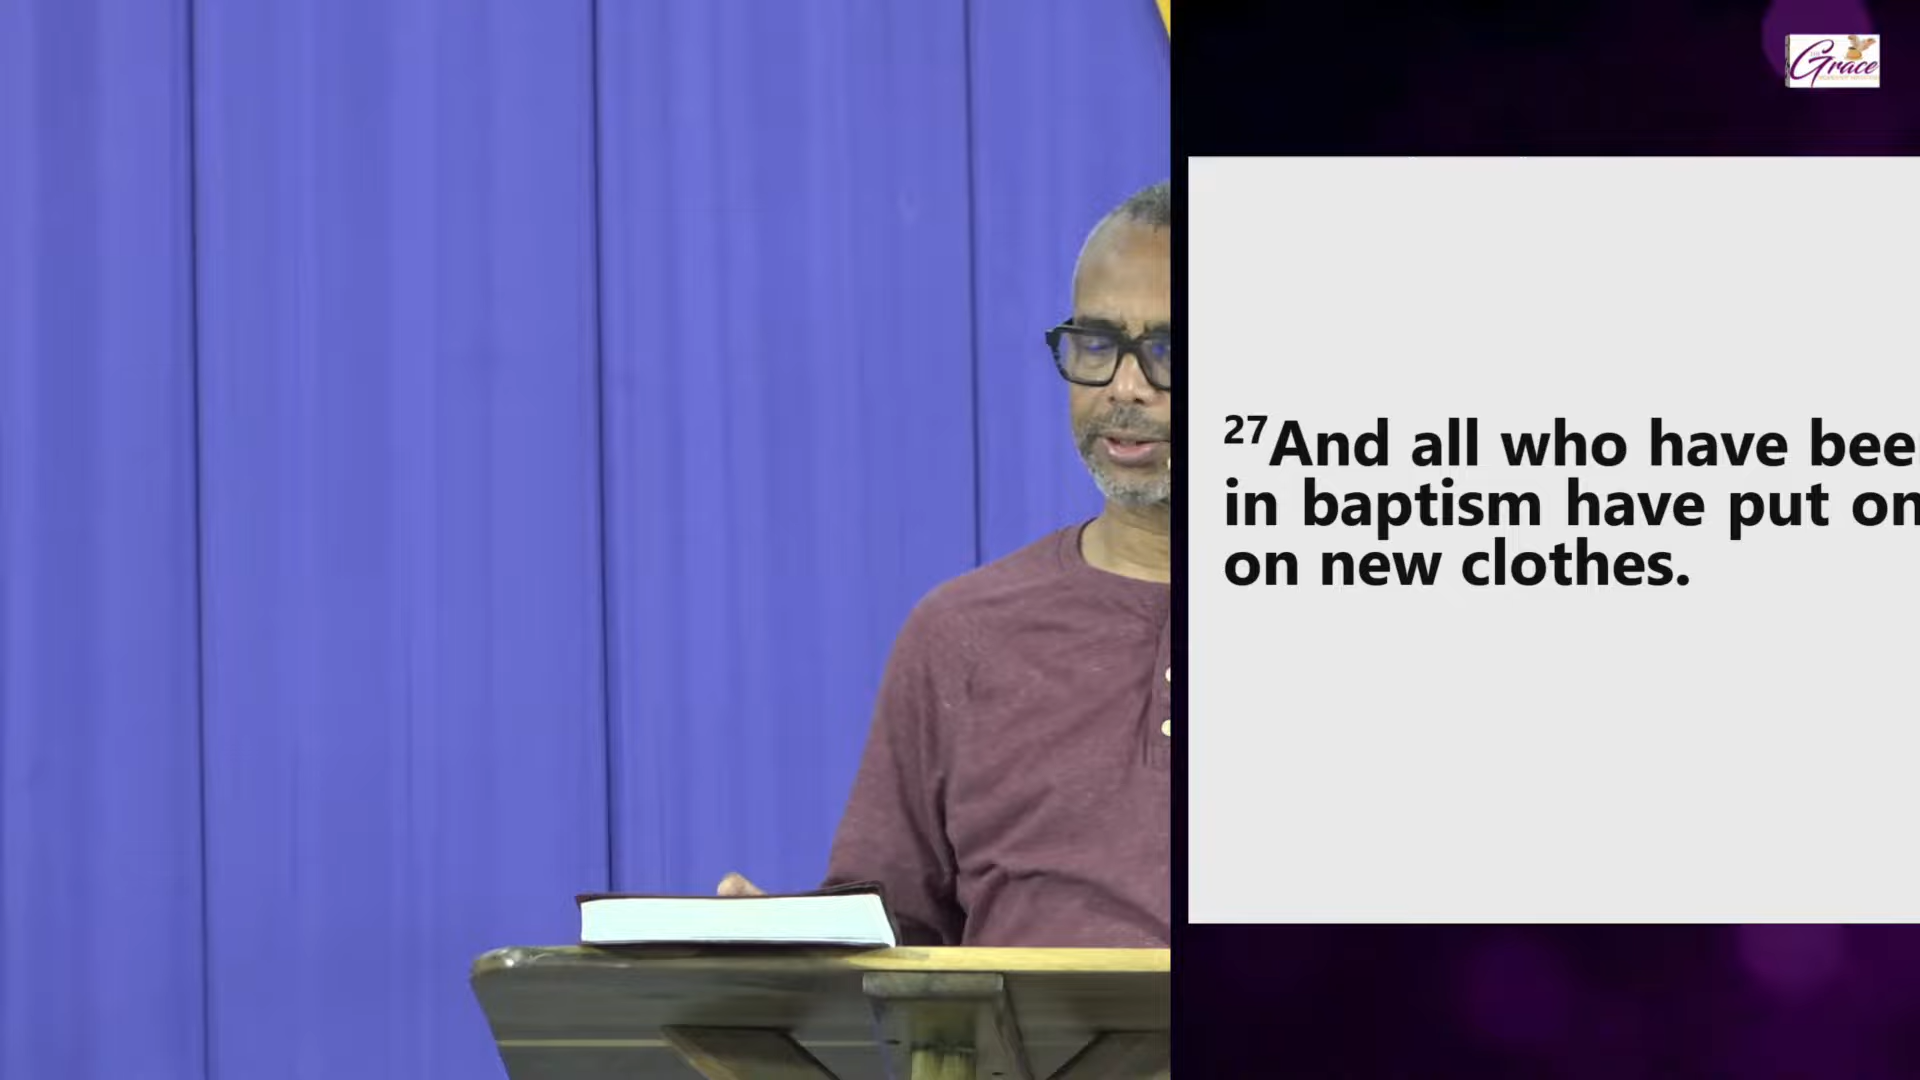 Grace
27And all who have bee
in baptism have put on
on new clothes.